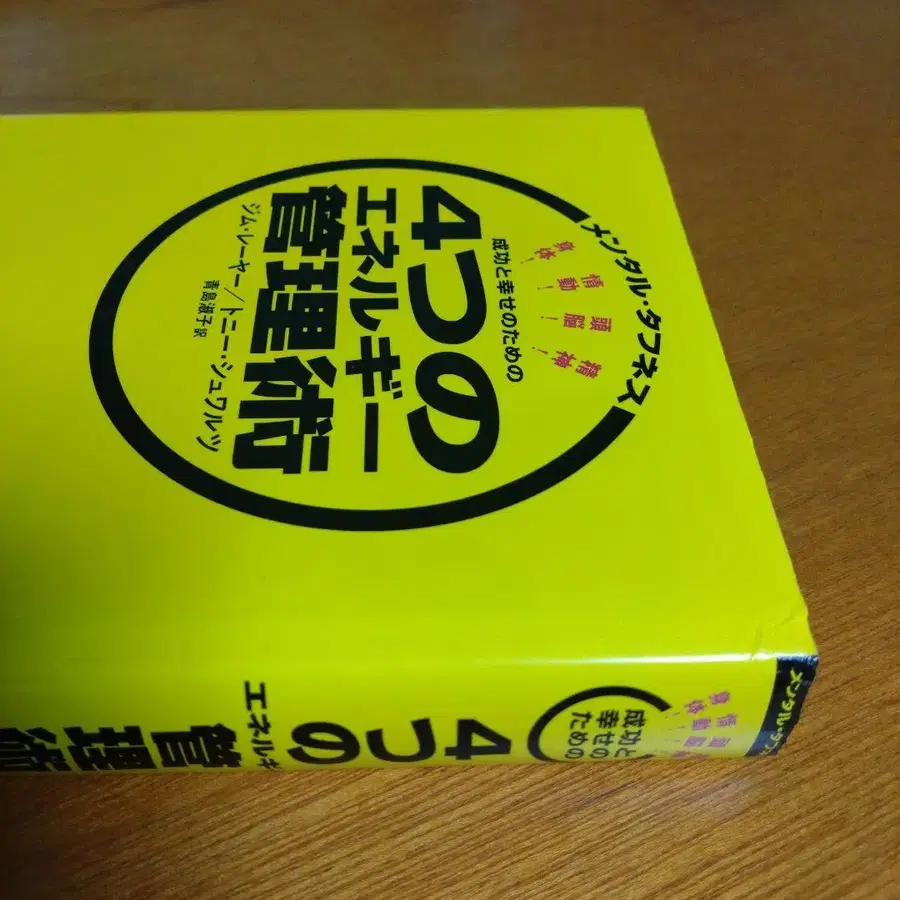 メンタル・タフネス
身体!
情動!
頭脳!
精神!
成功と幸せのための
4つの
エネルギー
管理術
ジム・レーヤー/トニー・シュワルツ
青島淑子 訳
メンタル・タフ
身体!
情動!
頭脳!
成功と
幸せの
ための
4つの
エネルギ
管理術